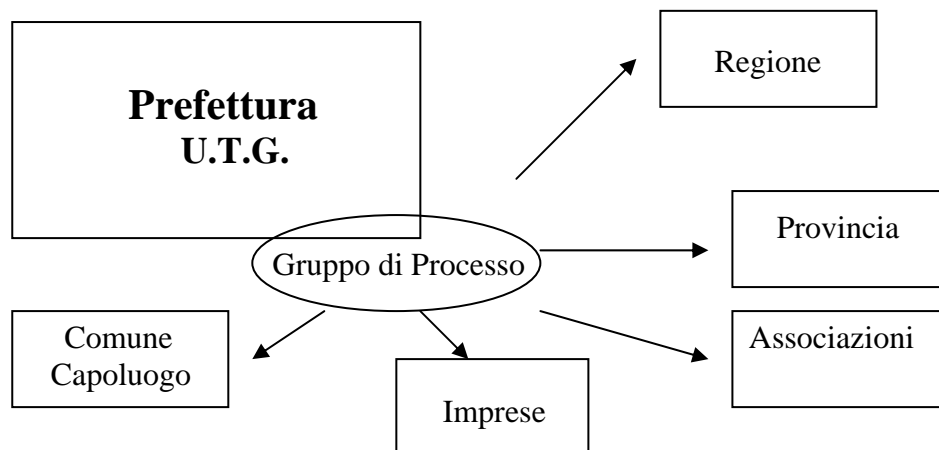 Prefettura
U.T.G.
Regione
Provincia
Gruppo di Processo
Comune
Capoluogo
Associazioni
Imprese